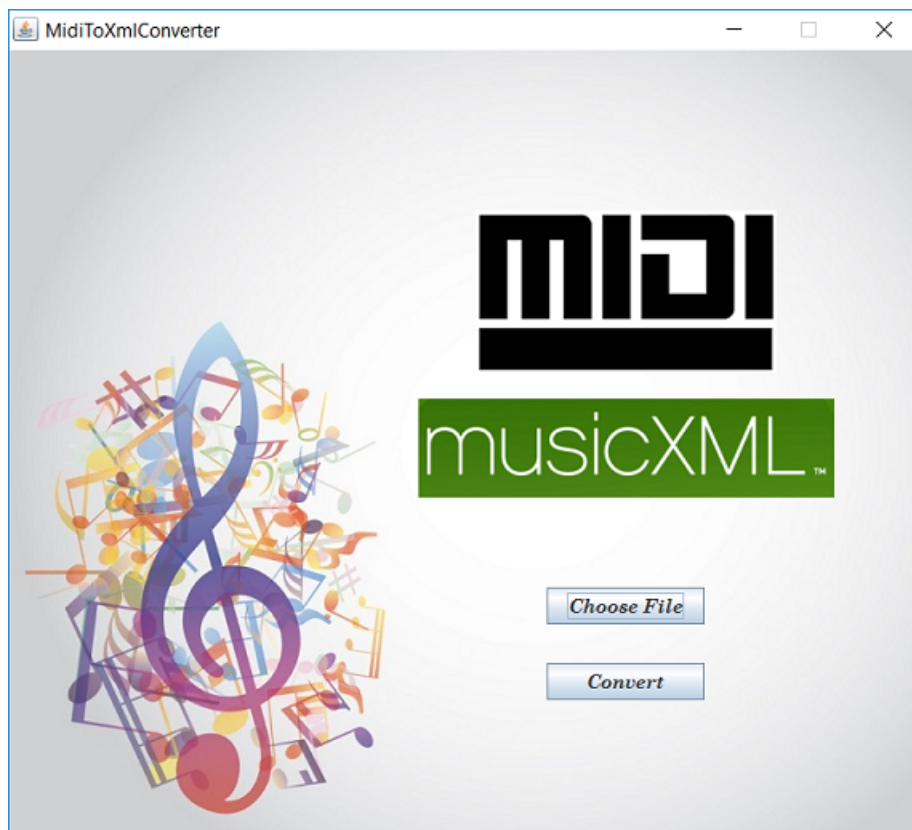 MidiToXmlConverter
MIDI
musicXML™
Choose File
Convert